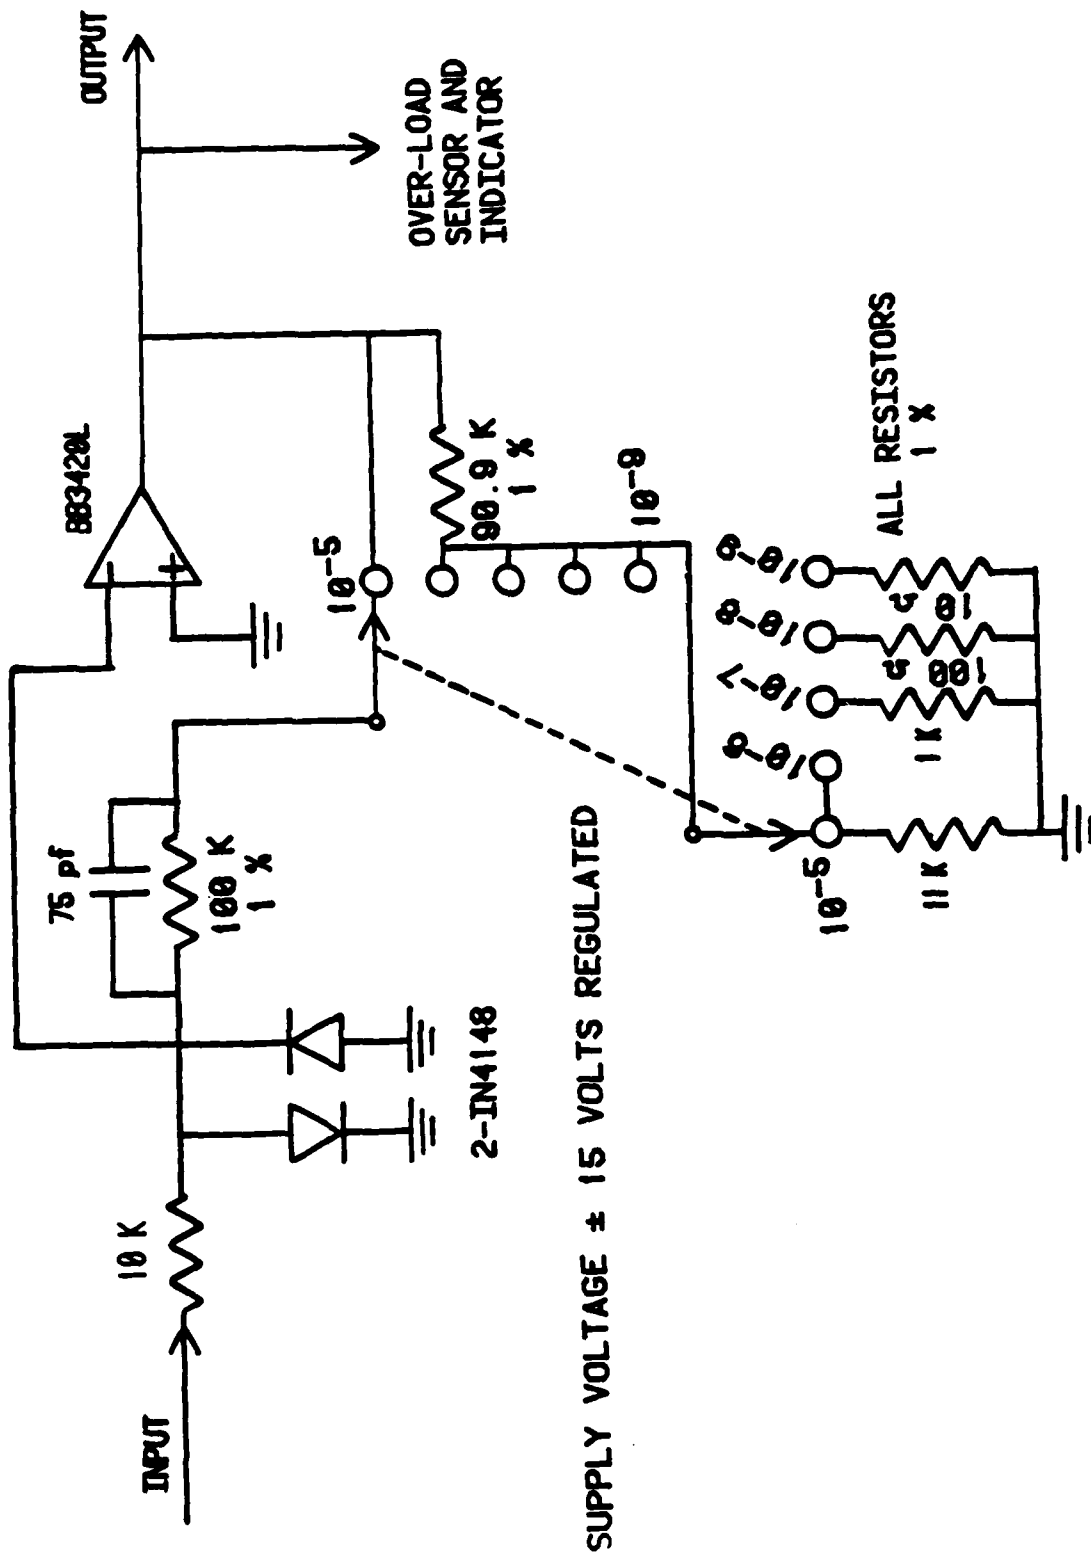 INPUT
10 K
75 pf
100 K
1 %
2-IN4148
BB3420L
OUTPUT
OVER-LOAD
SENSOR AND
INDICATOR
10-5
90.9 K
1 %
10-9
SUPPLY VOLTAGE ± 15 VOLTS REGULATED
10-5
10-6
10-7
10-8
10-9
11 K
1 K
100 Ω
10 Ω
ALL RESISTORS
1 %